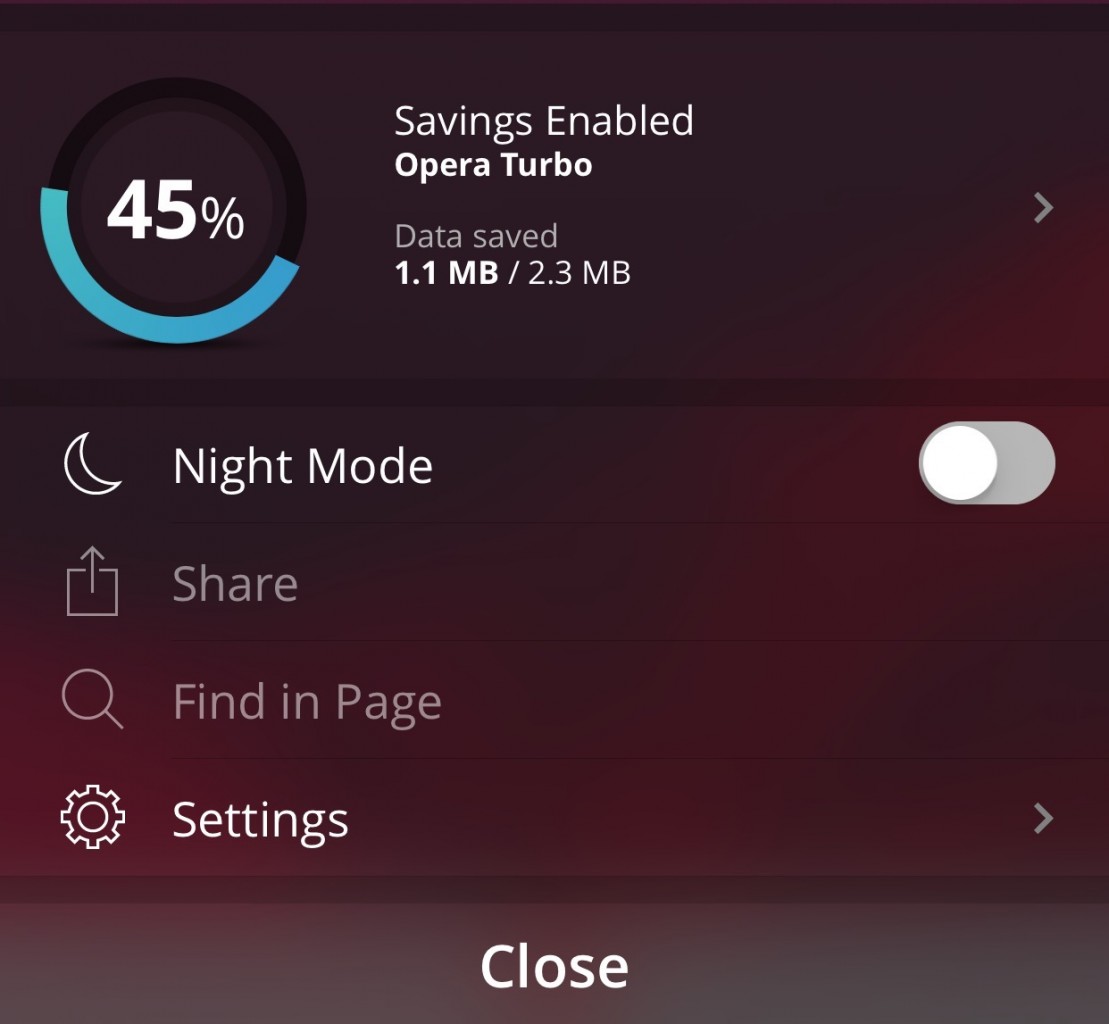 45%
Savings Enabled
Opera Turbo
Data saved
1.1 MB / 2.3 MB
Night Mode
Share
Find in Page
Settings
Close